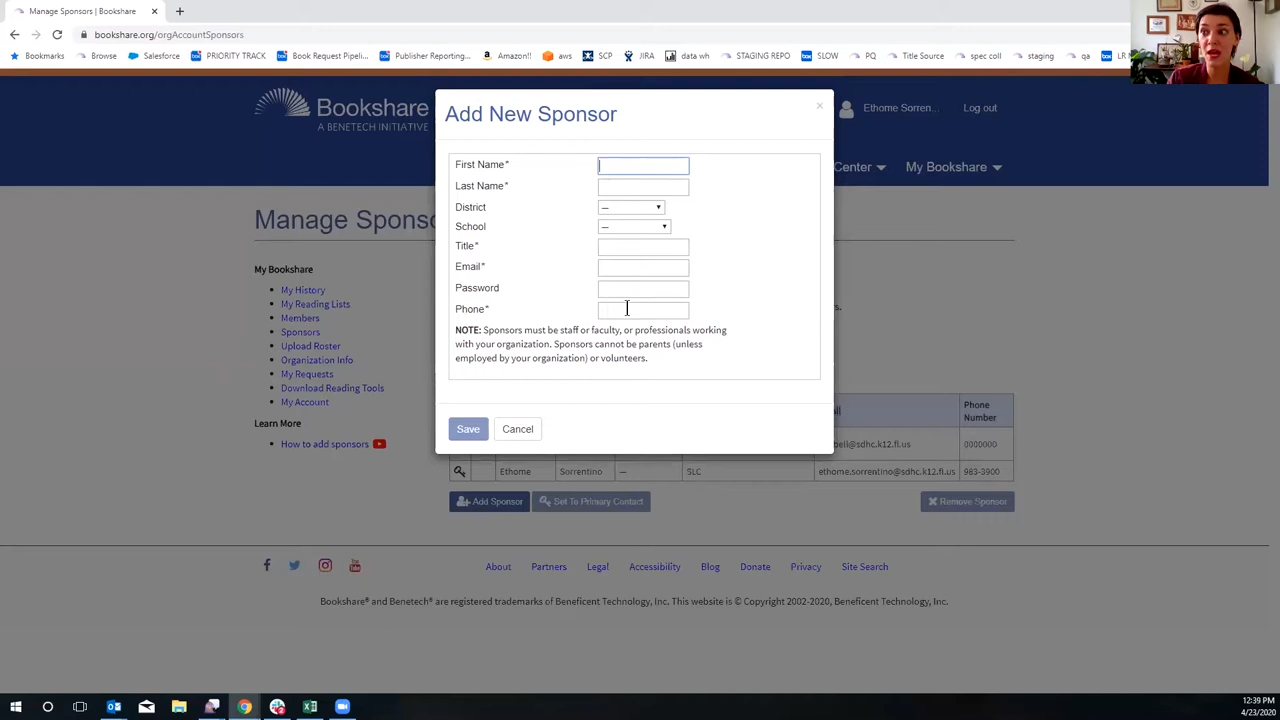 Manage Sponsors | Bookshare
bookshare.org/orgAccountSponsors
Bookmarks
Browse
Salesforce
PRIORITY TRACK
Book Request Pipeli...
Publisher Reporting...
Amazon!!
aws
SCP
JIRA
data wh
STAGING REPO
SLOW
PQ
Title Source
spec coll
staging
qa
LR
Bookshare
A BENETECH INITIATIVE
Ethome Sorren...
Log out
Center
My Bookshare
Manage Sponso
Add New Sponsor
×
First Name*
Last Name*
District
—
School
—
Title*
Email*
Password
Phone*
NOTE: Sponsors must be staff or faculty, or professionals working
with your organization. Sponsors cannot be parents (unless
employed by your organization) or volunteers.
Save
Cancel
My Bookshare
My History
My Reading Lists
Members
Sponsors
Upload Roster
Organization Info
My Requests
Download Reading Tools
My Account
Learn More
How to add sponsors
s.
Phone
Number
beli@sdhc.k12.fl.us
0000000
Ethome
Sorrentino
—
SLC
ethome.sorrentino@sdhc.k12.fl.us
983-3900
Add Sponsor
Set To Primary Contact
Remove Sponsor
About
Partners
Legal
Accessibility
Blog
Donate
Privacy
Site Search
Bookshare® and Benetech® are registered trademarks of Beneficent Technology, Inc. This website is © Copyright 2002-2020, Beneficent Technology, Inc.
12:39 PM
4/23/2020